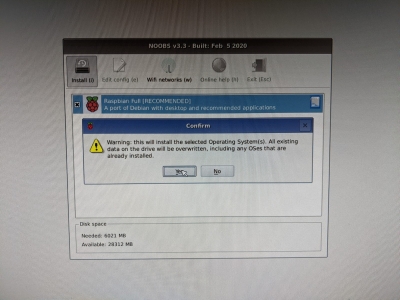 NOOBS v3.3 - Built: Feb 5 2020
Install (i) Edit config (e) Wifi networks (w) Online help (h) Exit (Esc)
Raspbian Full [RECOMMENDED]
A port of Debian with desktop and recommended applications
Confirm
Warning: this will install the selected Operating System(s). All existing
data on the drive will be overwritten, including any OSes that are
already installed.
Yes No
Disk space
Needed: 6021 MB
Available: 28312 MB